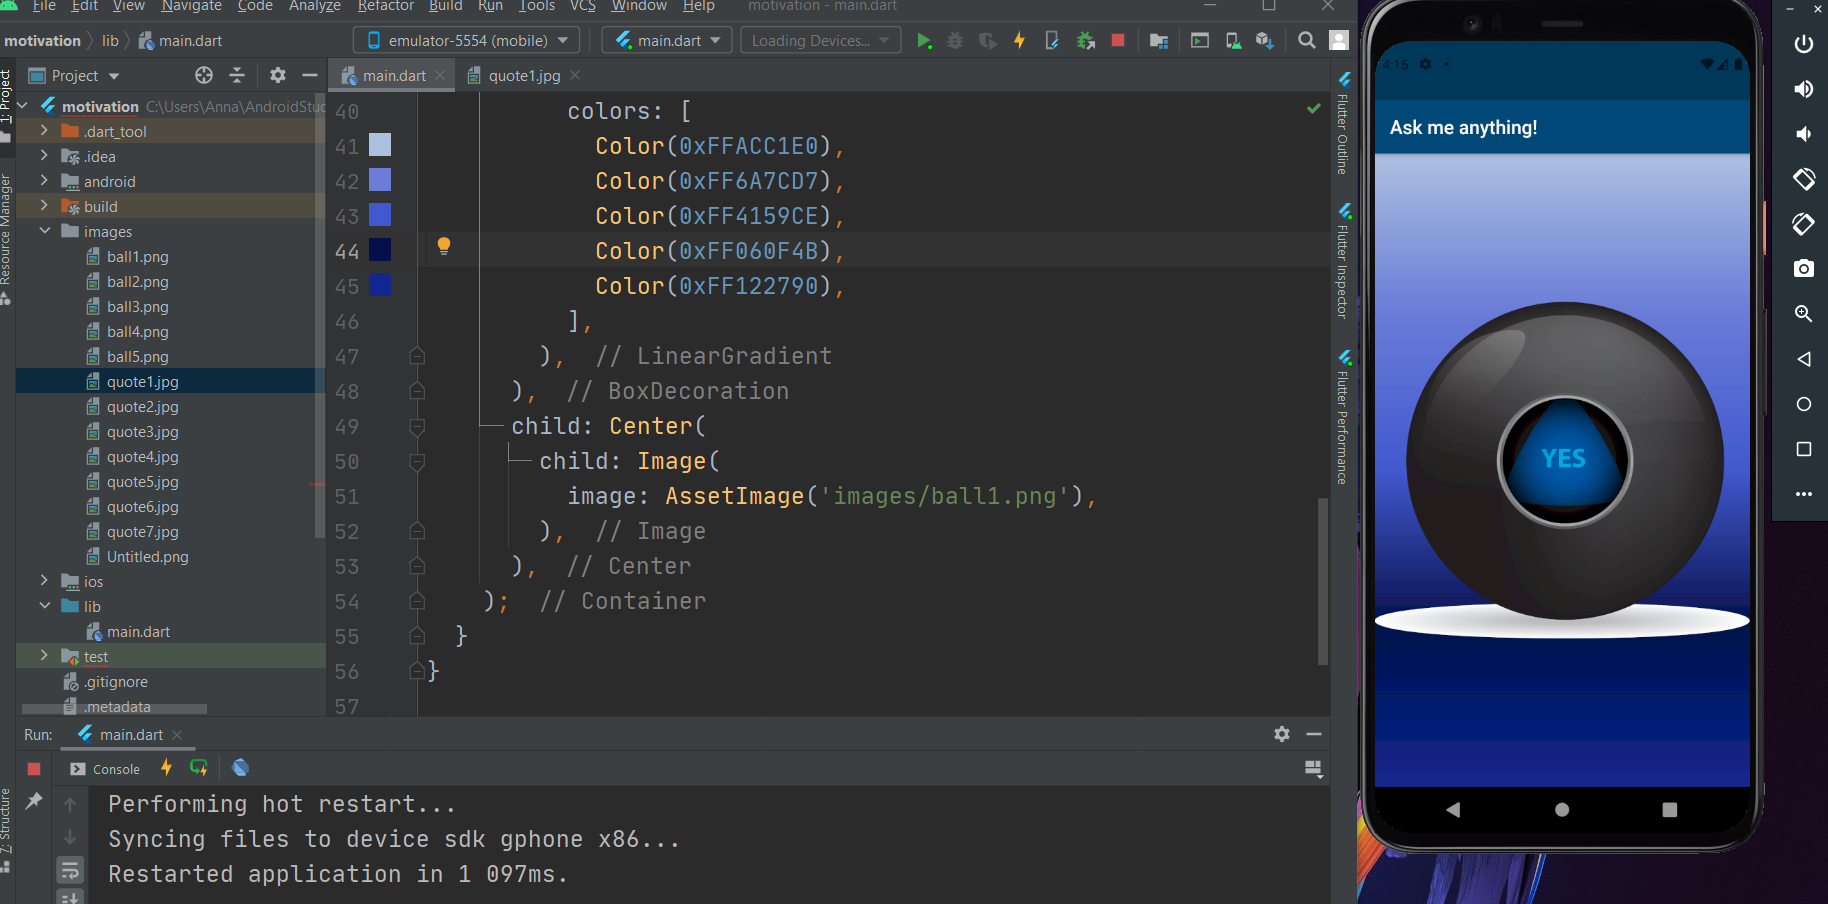 File Edit View Navigate Code Analyze Refactor Build Run Tools VCS Window Help motivation - main.dart
motivation lib main.dart emulator-5554 (mobile) main.dart Loading Devices...
Project
main.dart quote1.jpg
1: Project
Resource Manager
7: Structure
motivation C:\Users\Anna\AndroidStud
.dart_tool
.idea
android
build
images
ball1.png
ball2.png
ball3.png
ball4.png
ball5.png
quote1.jpg
quote2.jpg
quote3.jpg
quote4.jpg
quote5.jpg
quote6.jpg
quote7.jpg
Untitled.png
ios
lib
main.dart
test
.gitignore
.metadata
40 colors: [
41 Color(0xFFACC1E0),
42 Color(0xFF6A7CD7),
43 Color(0xFF4159CE),
44 Color(0xFF060F4B),
45 Color(0xFF122790),
46 ],
47 ), // LinearGradient
48 ), // BoxDecoration
49 child: Center(
50 child: Image(
51 image: AssetImage('images/ball1.png'),
52 ), // Image
53 ), // Center
54 ); // Container
55 }
56 }
57
Flutter Outline
Flutter Inspector
Flutter Performance
Run: main.dart
Console
Performing hot restart...
Syncing files to device sdk gphone x86...
Restarted application in 1 097ms.
4:15
Ask me anything!
YES